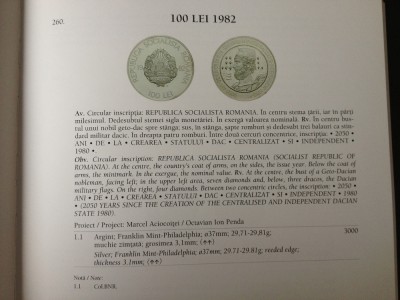 260.
100 LEI 1982
Av. Circular inscripția: REPUBLICA SOCIALISTA ROMANIA. În centru stema țării, iar în părți
milesimul. Dedesubtul stemei sigla monetăriei. În exergă valoarea nominală. Rv. În centru bus-
tul unui nobil geto-dac spre stânga; sus, în stânga, șapte romburi și dedesubt trei balauri ca stin-
dard militar dacic. În dreapta patru romburi. Între două cercuri concentrice, inscripția: • 2050 •
ANI • DE • LA • CREAREA • STATULUI • DAC • CENTRALIZAT • SI • INDEPENDENT •
1980 •.
Obv. Circular inscription: REPUBLICA SOCIALISTA ROMANIA (SOCIALIST REPUBLIC OF
ROMANIA). At the centre, the country's coat of arms; on the sides, the year. Below the coat of
arms, the mintmark. In the exergue, the nominal value. Rv. At the centre, the bust of a Geto-Dacian
nobleman, facing left; in the upper left area, seven diamonds and, below, three dracos, the Dacian
military flags. On the right, four diamonds. Between two concentric circles, the inscription: • 2050
• ANI • DE • LA • CREAREA • STATULUI • DAC • CENTRALIZAT • SI • INDEPENDENT •
1980 • (2050 YEARS SINCE THE CREATION OF THE CENTRALISED AND INDEPENDENT DACIAN
STATE 1980).
Proiect / Project: Marcel Aciocoiței / Octavian Ion Penda
1.1 Argint; Franklin Mint-Philadelphia; ø37mm; 29,71-29,81g; 3000
muchie zimțată; grosimea 3,1mm; (**)
Silver; Franklin Mint-Philadelphia; ø37mm; 29.71-29.81g; reeded edge;
thickness 3.1mm; (**)
Notă / Note:
1.1 Col.BNR.